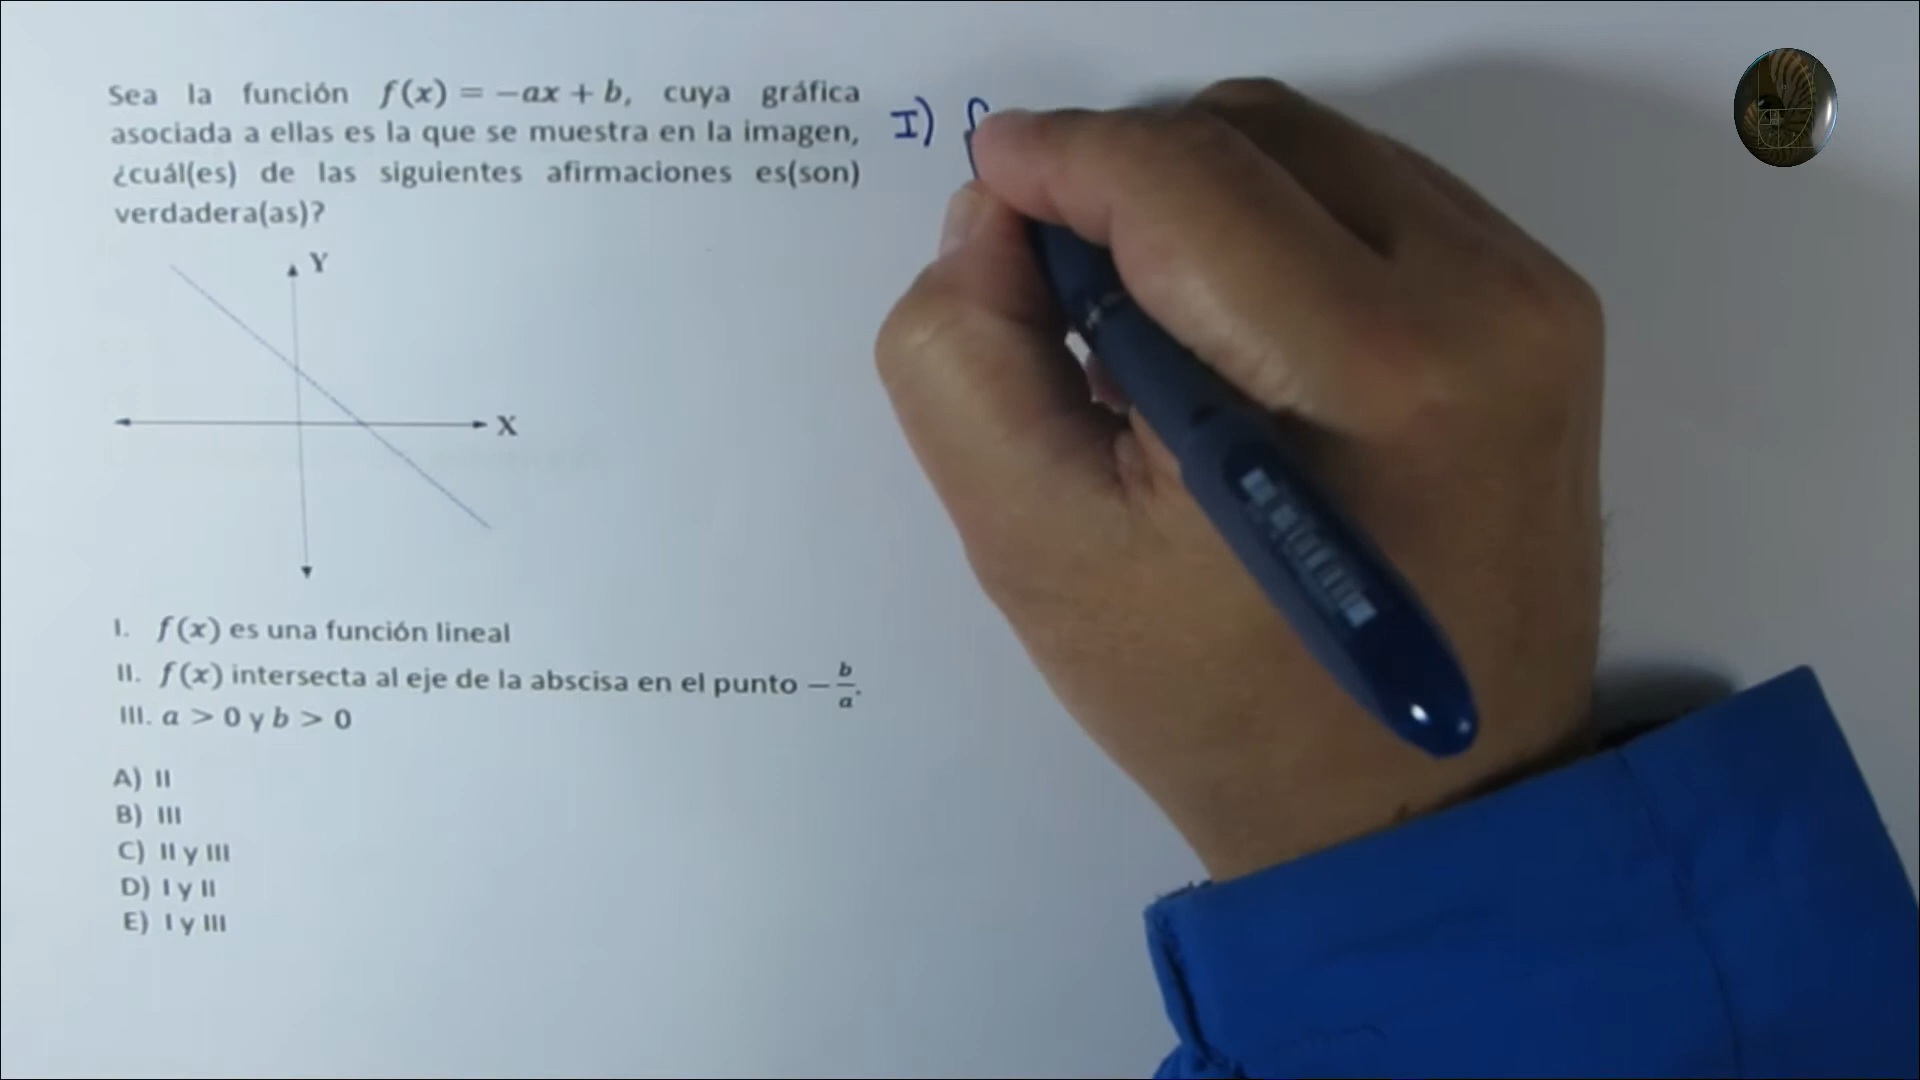 Sea la función f(x) = −ax + b, cuya gráfica
asociada a ellas es la que se muestra en la imagen,
¿cuál(es) de las siguientes afirmaciones es(son)
verdadera(as)?
I)
Y
X
I. f(x) es una función lineal
II. f(x) intersecta al eje de la abscisa en el punto −b/a.
III. a > 0 y b > 0
A) II
B) III
C) II y III
D) I y II
E) I y III